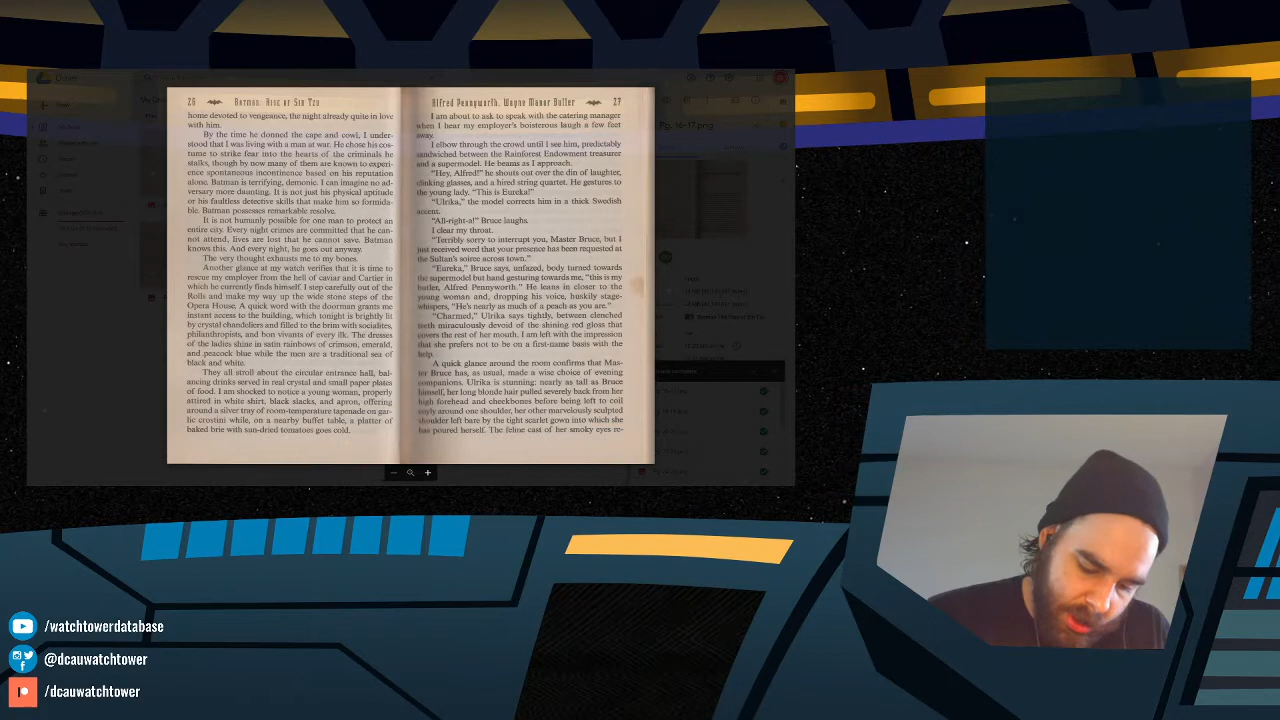 26 Batman: Rise of Sin Tzu
home devoted to vengeance, the night already quite in love
with him.
By the time he donned the cape and cowl, I under-
stood that I was living with a man at war. He chose his cos-
tume to strike fear into the hearts of the criminals he
stalks, though by now many of them are known to experi-
ence spontaneous incontinence based on his reputation
alone. Batman is terrifying, demonic. I can imagine no ad-
versary more daunting. It is not just his physical aptitude
or his faultless detective skills that make him so formida-
ble. Batman possesses remarkable resolve.
It is not humanly possible for one man to protect an
entire city. Every night crimes are committed that he can-
not attend, lives are lost that he cannot save. Batman
knows this. And every night, he goes out anyway.
The very thought exhausts me to my bones.
Another glance at my watch verifies that it is time to
rescue my employer from the hell of caviar and Cartier in
which he currently finds himself. I step carefully out of the
Rolls and make my way up the wide stone steps of the
Opera House. A quick word with the doorman grants me
instant access to the building, which tonight is brightly lit
by crystal chandeliers and filled to the brim with socialites,
philanthropists, and bon vivants of every ilk. The dresses
of the ladies shine in satin rainbows of crimson, emerald,
and peacock blue while the men are a traditional sea of
black and white.
They all stroll about the circular entrance hall, bal-
ancing drinks served in real crystal and small paper plates
of food. I am shocked to notice a young woman, properly
attired in white shirt, black slacks, and apron, offering
around a silver tray of room-temperature tapenade on gar-
lic crostini while, on a nearby buffet table, a platter of
baked brie with sun-dried tomatoes goes cold.
Alfred Pennyworth, Wayne Manor Butler 27
I am about to ask to speak with the catering manager
when I hear my employer's boisterous laugh a few feet
away.
I elbow through the crowd until I see him, predictably
sandwiched between the Rainforest Endowment treasurer
and a supermodel. He beams as I approach.
"Hey, Alfred!" he shouts out over the din of laughter,
clinking glasses, and a hired string quartet. He gestures to
the young lady. "This is Eureka!"
"Ulrika," the model corrects him in a thick Swedish
accent.
"All-right-a!" Bruce laughs.
I clear my throat.
"Terribly sorry to interrupt you, Master Bruce, but I
just received word that your presence has been requested at
the Sultan's soiree across town."
"Eureka," Bruce says, unfazed, body turned towards
the supermodel but hand gesturing towards me, "this is my
butler, Alfred Pennyworth." He leans in closer to the
young woman and, dropping his voice, huskily stage-
whispers, "He's nearly as much of a peach as you are."
"Charmed," Ulrika says tightly, between clenched
teeth miraculously devoid of the shining red gloss that
covers the rest of her mouth. I am left with the impression
that she prefers not to be on a first-name basis with the
help.
A quick glance around the room confirms that Mas-
ter Bruce has, as usual, made a wise choice of evening
companions. Ulrika is stunning: nearly as tall as Bruce
himself, her long blonde hair pulled severely back from her
high forehead and cheekbones before being left to coil
coyly around one shoulder, her other marvelously sculpted
shoulder left bare by the tight scarlet gown into which she
has poured herself. The feline cast of her smoky eyes re-
Pg. 16-17.png
/watchtowerdatabase
@dcauwatchtower
/dcauwatchtower